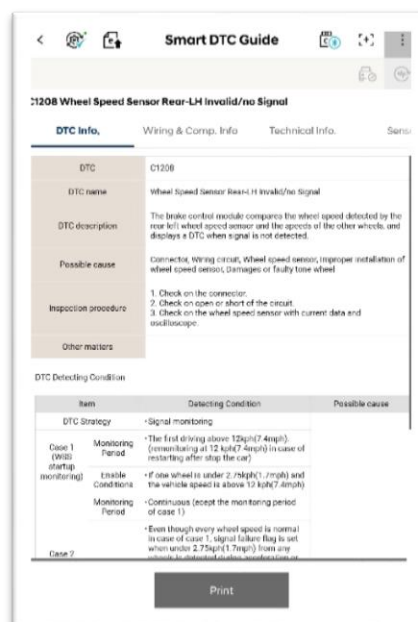 Smart DTC Guide
C1208 Wheel Speed Sensor Rear-LH Invalid/no Signal
DTC Info.
Wiring & Comp. Info
Technical Info.
DTC
C1208
DTC name
Wheel Speed Sensor Rear-LH Invalid/no Signal
DTC description
The brake control module compares the wheel speed detected by the
rear left wheel speed sensor and the speeds of the other wheels, and
displays a DTC when signal is not detected.
Possible cause
Connector, Wiring circuit, Wheel speed sensor, Improper installation of
wheel speed sensor, Damages or faulty tone wheel
Inspection procedure
1. Check on the connector.
2. Check on open or short of the circuit.
3. Check on the wheel speed sensor with current data and
oscilloscope.
Other matters
DTC Detecting Condition
Item
Detecting Condition
Possible cause
DTC Strategy
•Signal monitoring
Case 1
(WSS
startup
monitoring)
Monitoring
Period
•The first driving above 12kph(7.4mph).
(remonitoring at 12 kph(7.4mph) in case of
restarting after stop the car)
Enable
Conditions
•If one wheel is under 2.75kph(1.7mph) and
the vehicle speed is above 12 kph(7.4mph)
Monitoring
Period
•Continuous (ecept the monitoring period
of case 1)
Case 2
•Even though every wheel speed is normal
in case of case 1, signal failure flag is set
when under 2.75kph(1.7mph) from any
Print